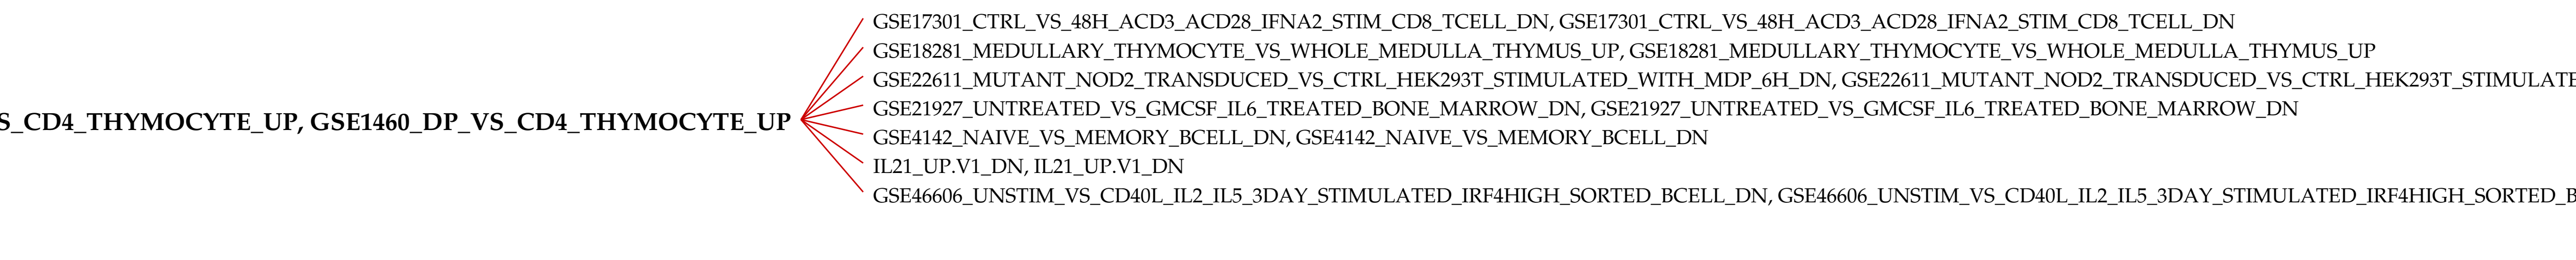 GSE17301_CTRL_VS_48H_ACD3_ACD28_IFNA2_STIM_CD8_TCELL_DN, GSE17301_CTRL_VS_48H_ACD3_ACD28_IFNA2_STIM_CD8_TCELL_DN
GSE18281_MEDULLARY_THYMOCYTE_VS_WHOLE_MEDULLA_THYMUS_UP, GSE18281_MEDULLARY_THYMOCYTE_VS_WHOLE_MEDULLA_THYMUS_UP
GSE22611_MUTANT_NOD2_TRANSDUCED_VS_CTRL_HEK293T_STIMULATED_WITH_MDP_6H_DN, GSE22611_MUTANT_NOD2_TRANSDUCED_VS_CTRL_HEK293T_STIMULATE
GSE21927_UNTREATED_VS_GMCSF_IL6_TREATED_BONE_MARROW_DN, GSE21927_UNTREATED_VS_GMCSF_IL6_TREATED_BONE_MARROW_DN
S_CD4_THYMOCYTE_UP, GSE1460_DP_VS_CD4_THYMOCYTE_UP
GSE4142_NAIVE_VS_MEMORY_BCELL_DN, GSE4142_NAIVE_VS_MEMORY_BCELL_DN
IL21_UP.V1_DN, IL21_UP.V1_DN
GSE46606_UNSTIM_VS_CD40L_IL2_IL5_3DAY_STIMULATED_IRF4HIGH_SORTED_BCELL_DN, GSE46606_UNSTIM_VS_CD40L_IL2_IL5_3DAY_STIMULATED_IRF4HIGH_SORTED_B